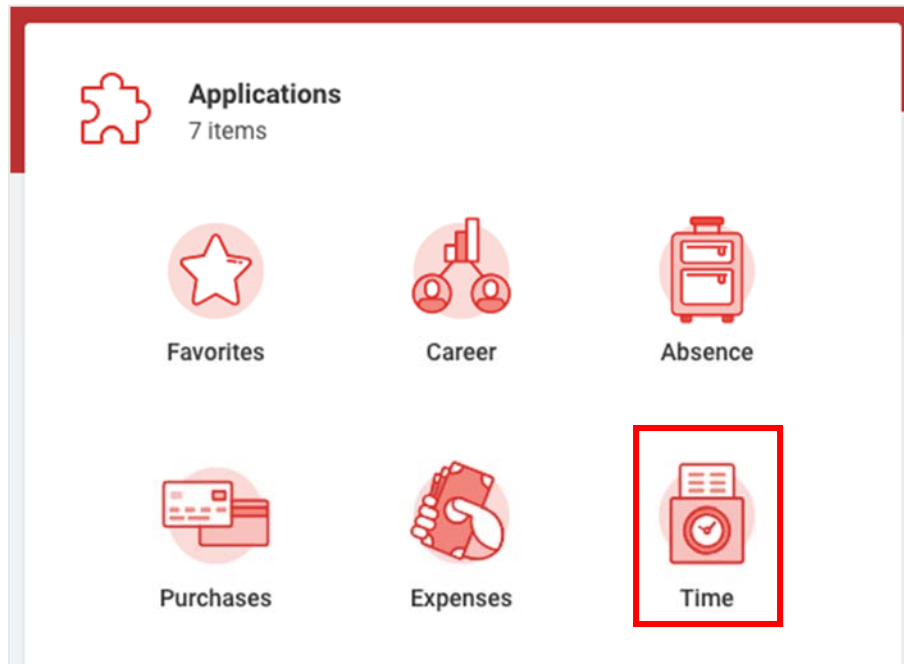 Applications
7 items
Favorites
Career
Absence
Purchases
Expenses
Time